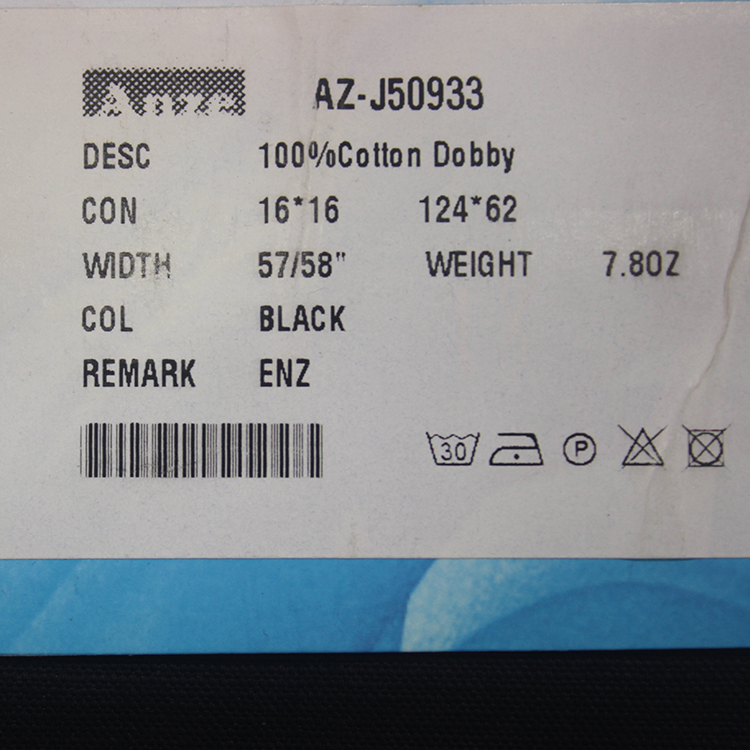 Anze AZ-J50933
DESC 100%Cotton Dobby
CON 16*16 124*62
WIDTH 57/58" WEIGHT 7.8OZ
COL BLACK
REMARK ENZ
30 P